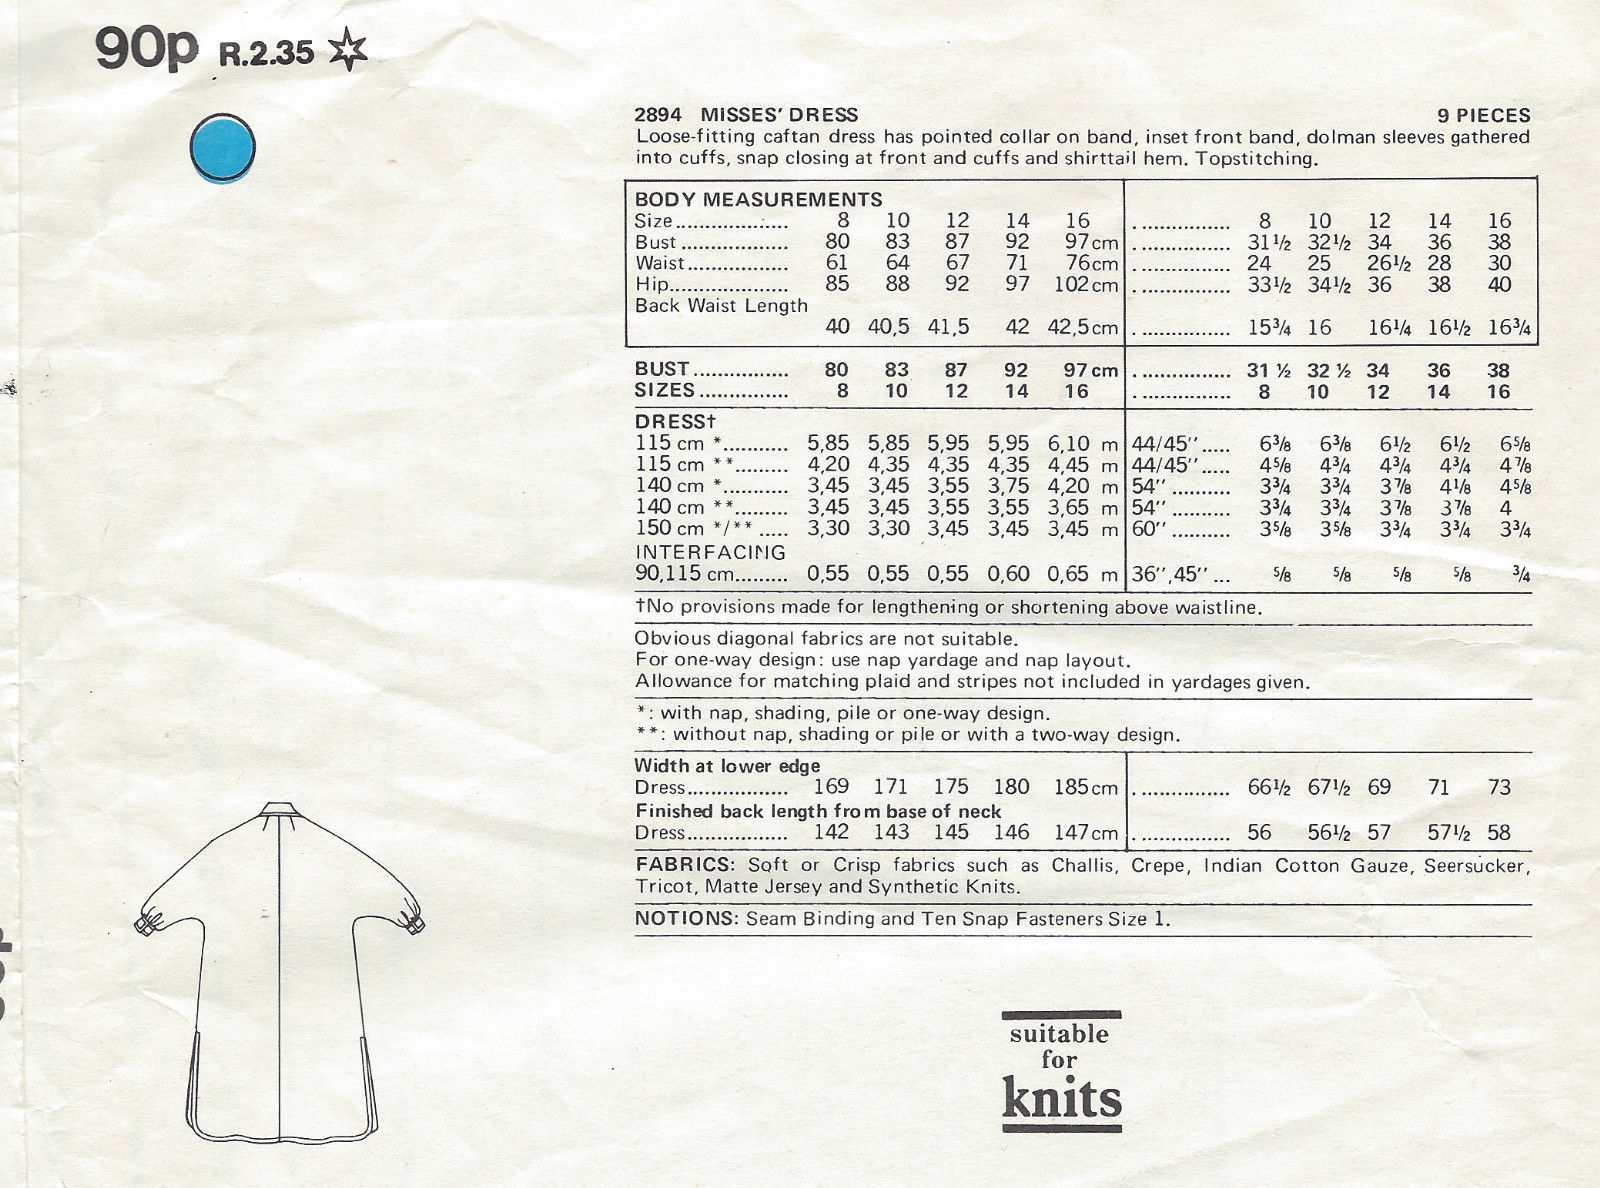 90p R.2.35
2894 MISSES' DRESS 9 PIECES
Loose-fitting caftan dress has pointed collar on band, inset front band, dolman sleeves gathered
into cuffs, snap closing at front and cuffs and shirttail hem. Topstitching.
BODY MEASUREMENTS
Size................... 8 10 12 14 16 ................ 8 10 12 14 16
Bust .................. 80 83 87 92 97cm ................ 31½ 32½ 34 36 38
Waist.................. 61 64 67 71 76cm ................ 24 25 26½ 28 30
Hip..................... 85 88 92 97 102cm ................ 33½ 34½ 36 38 40
Back Waist Length
40 40,5 41,5 42 42,5cm ................ 15¾ 16 16¼ 16½ 16¾
BUST ................ 80 83 87 92 97cm ................ 31 ½ 32 ½ 34 36 38
SIZES ............... 8 10 12 14 16 ................ 8 10 12 14 16
DRESS†
115 cm *........... 5,85 5,85 5,95 5,95 6,10 m 44/45" ..... 6⅜ 6⅜ 6½ 6½ 6⅝
115 cm **......... 4,20 4,35 4,35 4,35 4,45 m 44/45" ..... 4⅝ 4¾ 4¾ 4¾ 4⅞
140 cm *........... 3,45 3,45 3,55 3,75 4,20 m 54" .......... 3¾ 3¾ 3⅞ 4⅛ 4⅝
140 cm **......... 3,45 3,45 3,55 3,55 3,65 m 54" .......... 3¾ 3¾ 3⅞ 3⅞ 4
150 cm */** ..... 3,30 3,30 3,45 3,45 3,45 m 60" .......... 3⅝ 3⅝ 3¾ 3¾ 3¾
INTERFACING
90,115 cm......... 0,55 0,55 0,55 0,60 0,65 m 36",45" ... ⅝ ⅝ ⅝ ⅝ ¾
†No provisions made for lengthening or shortening above waistline.
Obvious diagonal fabrics are not suitable.
For one-way design: use nap yardage and nap layout.
Allowance for matching plaid and stripes not included in yardages given.
*: with nap, shading, pile or one-way design.
**: without nap, shading or pile or with a two-way design.
Width at lower edge
Dress.................. 169 171 175 180 185cm ................ 66½ 67½ 69 71 73
Finished back length from base of neck
Dress.................. 142 143 145 146 147cm ................ 56 56½ 57 57½ 58
FABRICS: Soft or Crisp fabrics such as Challis, Crepe, Indian Cotton Gauze, Seersucker,
Tricot, Matte Jersey and Synthetic Knits.
NOTIONS: Seam Binding and Ten Snap Fasteners Size 1.
suitable
for
knits